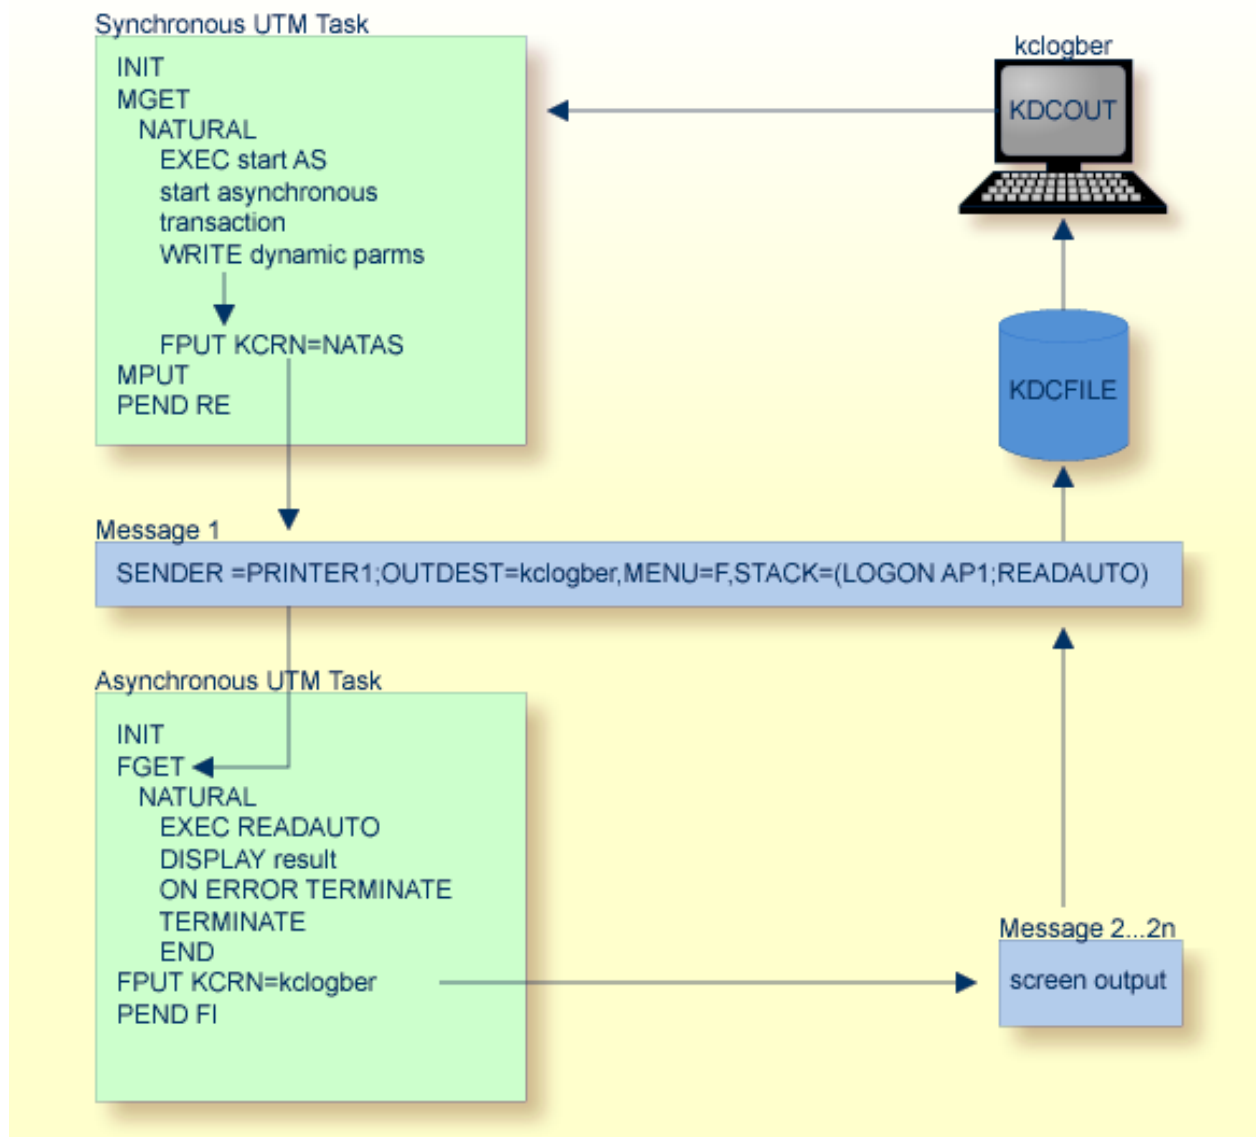 Synchronous UTM Task
INIT
MGET
NATURAL
EXEC start AS
start asynchronous
transaction
WRITE dynamic parms
FPUT KCRN=NATAS
MPUT
PEND RE
kclogber
KDCOUT
KDCFILE
Message 1
SENDER =PRINTER1;OUTDEST=kclogber,MENU=F,STACK=(LOGON AP1;READAUTO)
Asynchronous UTM Task
INIT
FGET
NATURAL
EXEC READAUTO
DISPLAY result
ON ERROR TERMINATE
TERMINATE
END
FPUT KCRN=kclogber
PEND FI
Message 2...2n
screen output